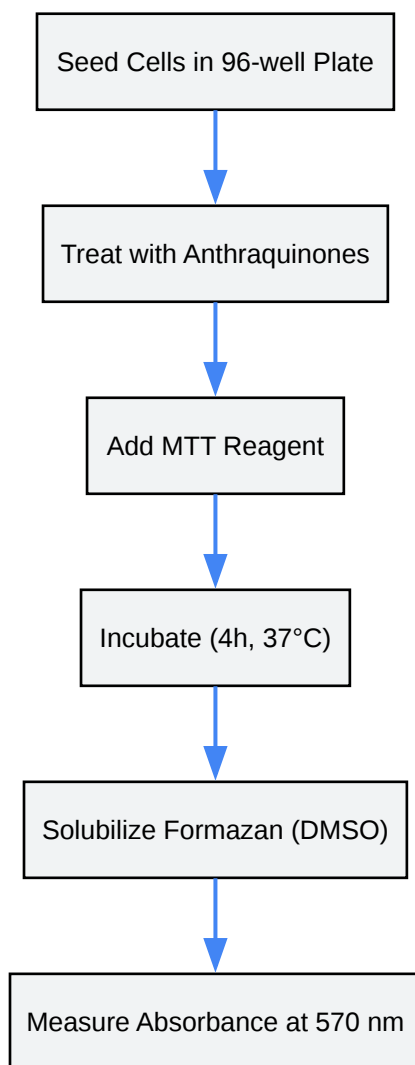 Seed Cells in 96-well Plate
Treat with Anthraquinones
Add MTT Reagent
Incubate (4h, 37°C)
Solubilize Formazan (DMSO)
Measure Absorbance at 570 nm